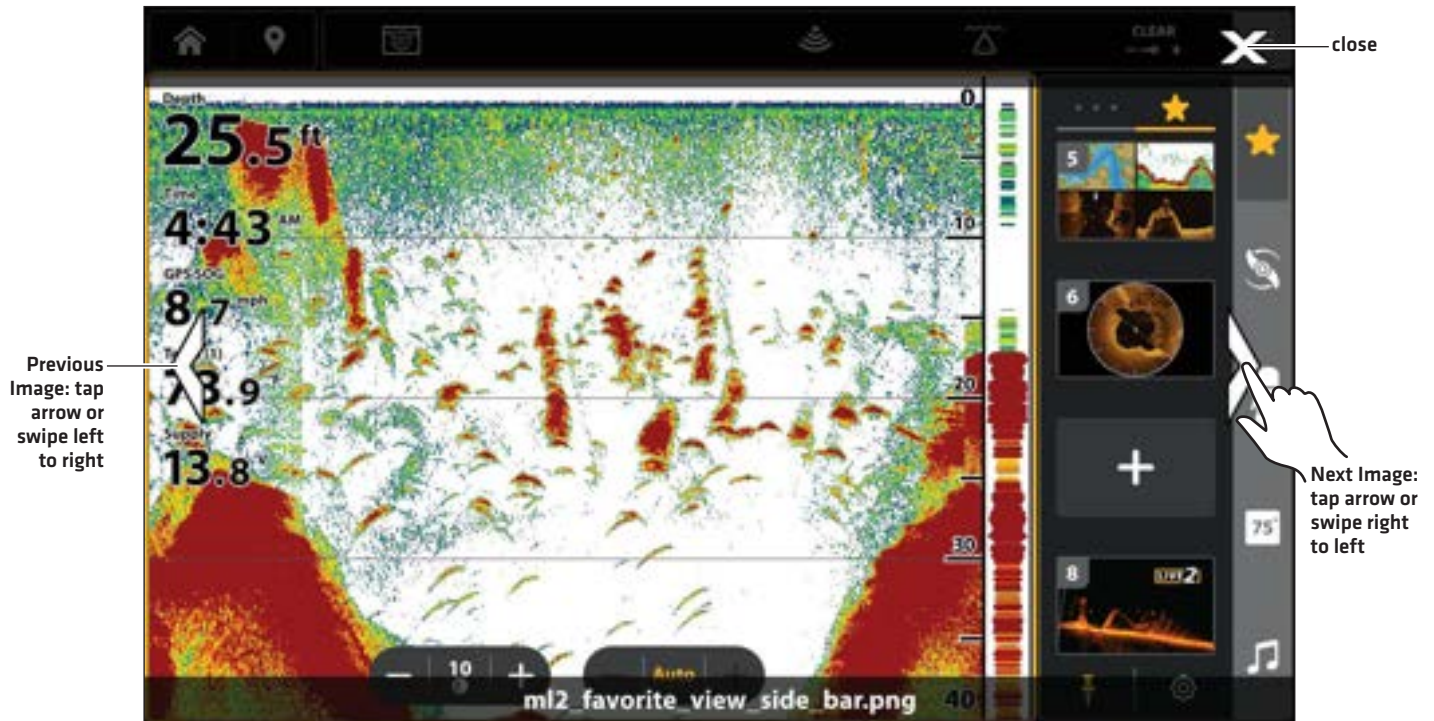 CLEAR
close
Depth
25.5 ft
Time
4:43 AM
GPS SOG
8.7 mph
Previous
Image: tap
arrow or
swipe left
to right
.9
Supply
13.8
0
10
20
30
40
5
6
8
LIVE 2
75°
Next Image:
tap arrow or
swipe right
to left
10
Auto
ml2_favorite_view_side_bar.png